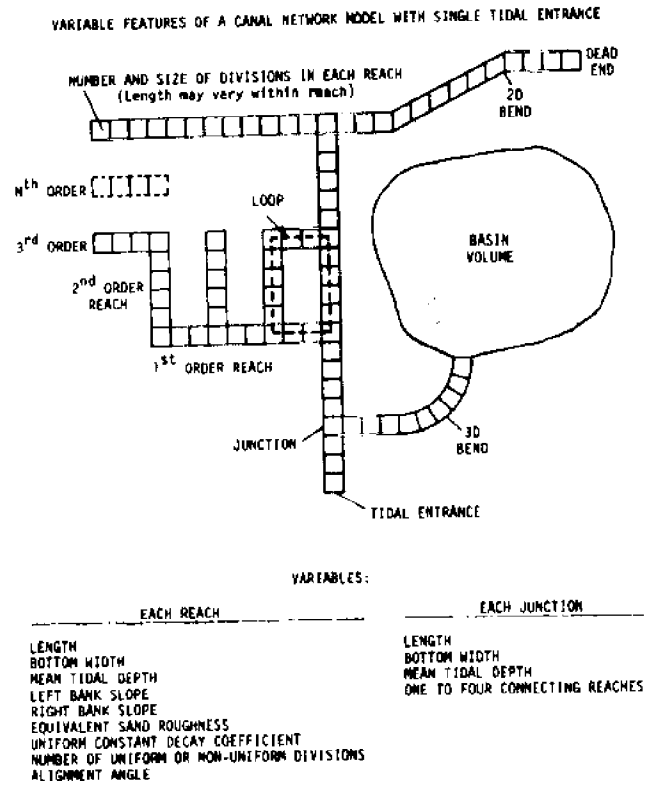 VARIABLE FEATURES OF A CANAL NETWORK MODEL WITH SINGLE TIDAL ENTRANCE
NUMBER AND SIZE OF DIVISIONS IN EACH REACH
(Length may vary within reach)
DEAD
END
2D
BEND
Nth ORDER
LOOP
3rd ORDER
2nd ORDER
REACH
BASIN
VOLUME
1st ORDER REACH
JUNCTION
3D
BEND
TIDAL ENTRANCE
VARIABLES:
EACH REACH
LENGTH
BOTTOM WIDTH
MEAN TIDAL DEPTH
LEFT BANK SLOPE
RIGHT BANK SLOPE
EQUIVALENT SAND ROUGHNESS
UNIFORM CONSTANT DECAY COEFFICIENT
NUMBER OF UNIFORM OR NON-UNIFORM DIVISIONS
ALIGNMENT ANGLE
EACH JUNCTION
LENGTH
BOTTOM WIDTH
MEAN TIDAL DEPTH
ONE TO FOUR CONNECTING REACHES